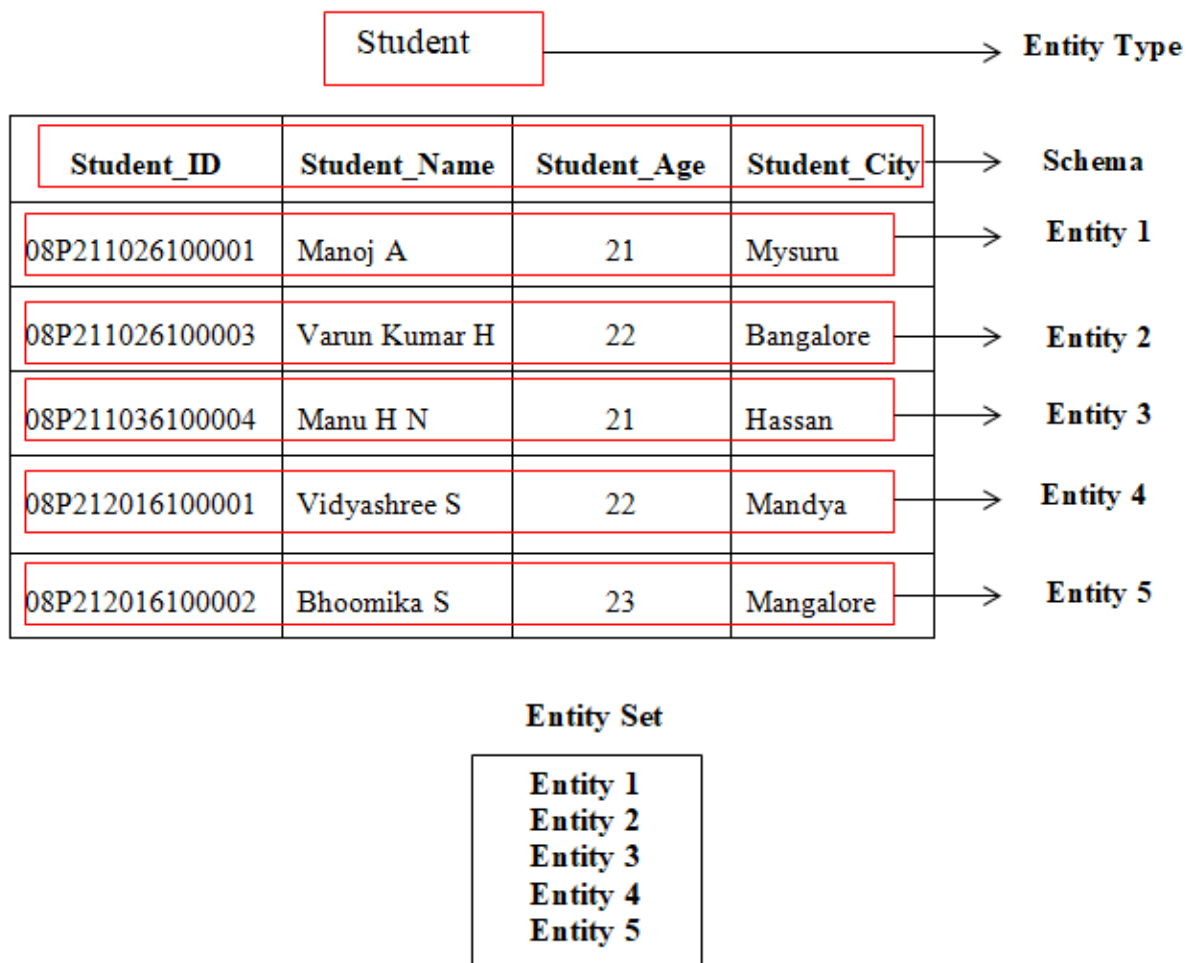 Student Entity Type
Student_ID Student_Name Student_Age Student_City Schema
08P211026100001 Manoj A 21 Mysuru Entity 1
08P211026100003 Varun Kumar H 22 Bangalore Entity 2
08P211036100004 Manu H N 21 Hassan Entity 3
08P212016100001 Vidyashree S 22 Mandya Entity 4
08P212016100002 Bhoomika S 23 Mangalore Entity 5
Entity Set
Entity 1
Entity 2
Entity 3
Entity 4
Entity 5